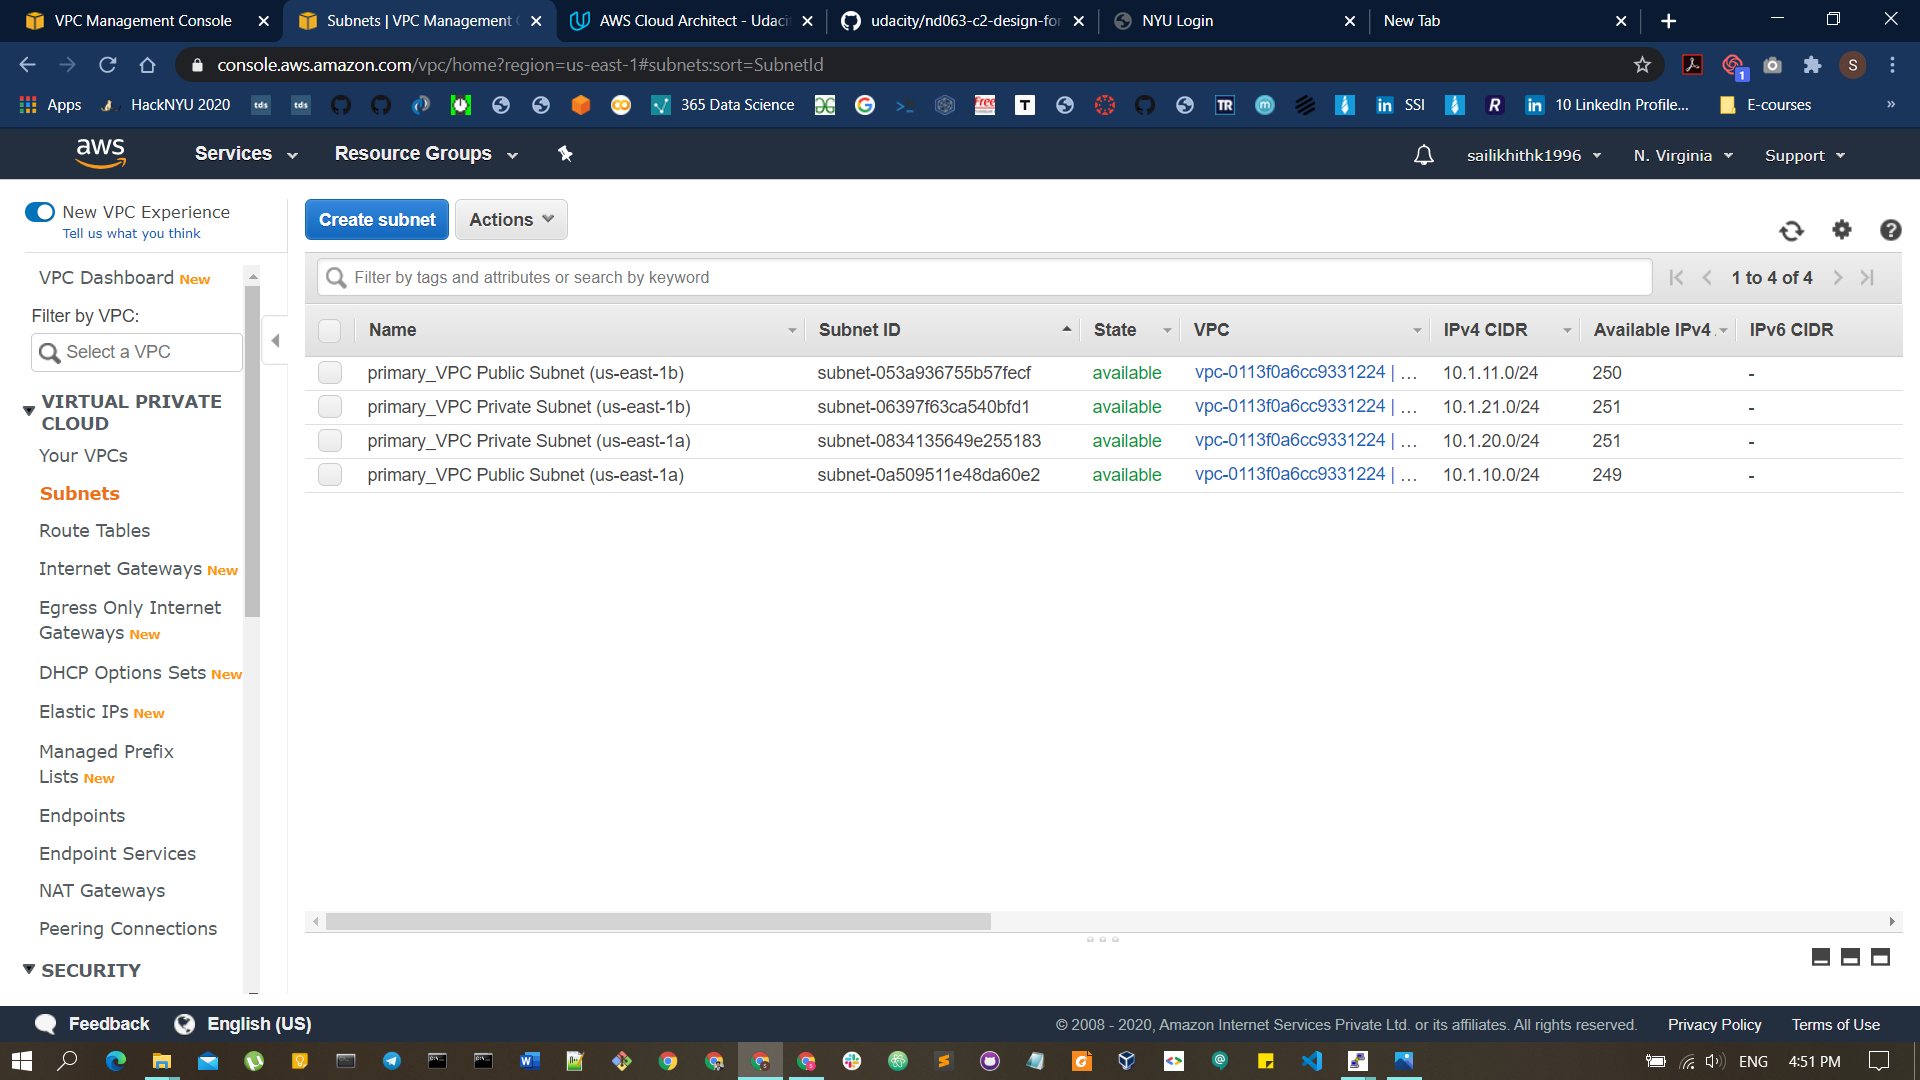 VPC Management Console
Subnets | VPC Management
AWS Cloud Architect - Udaci
udacity/nd063-c2-design-for
NYU Login
New Tab
console.aws.amazon.com/vpc/home?region=us-east-1#subnets:sort=SubnetId
1
S
Apps
HackNYU 2020
tds
tds
365 Data Science
Free
T
TR
m
in SSI
R
in 10 LinkedIn Profile...
E-courses
»
aws
Services
Resource Groups
sailikhithk1996
N. Virginia
Support
New VPC Experience
Tell us what you think
VPC Dashboard New
Filter by VPC:
Select a VPC
VIRTUAL PRIVATE
CLOUD
Your VPCs
Subnets
Route Tables
Internet Gateways New
Egress Only Internet
Gateways New
DHCP Options Sets New
Elastic IPs New
Managed Prefix
Lists New
Endpoints
Endpoint Services
NAT Gateways
Peering Connections
SECURITY
Create subnet
Actions
Filter by tags and attributes or search by keyword
1 to 4 of 4
Name Subnet ID State VPC IPv4 CIDR Available IPv4 IPv6 CIDR
primary_VPC Public Subnet (us-east-1b) subnet-053a936755b57fecf available vpc-0113f0a6cc9331224 | ... 10.1.11.0/24 250 -
primary_VPC Private Subnet (us-east-1b) subnet-06397f63ca540bfd1 available vpc-0113f0a6cc9331224 | ... 10.1.21.0/24 251 -
primary_VPC Private Subnet (us-east-1a) subnet-0834135649e255183 available vpc-0113f0a6cc9331224 | ... 10.1.20.0/24 251 -
primary_VPC Public Subnet (us-east-1a) subnet-0a509511e48da60e2 available vpc-0113f0a6cc9331224 | ... 10.1.10.0/24 249 -
Feedback
English (US)
© 2008 - 2020, Amazon Internet Services Private Ltd. or its affiliates. All rights reserved.
Privacy Policy
Terms of Use
ENG
4:51 PM